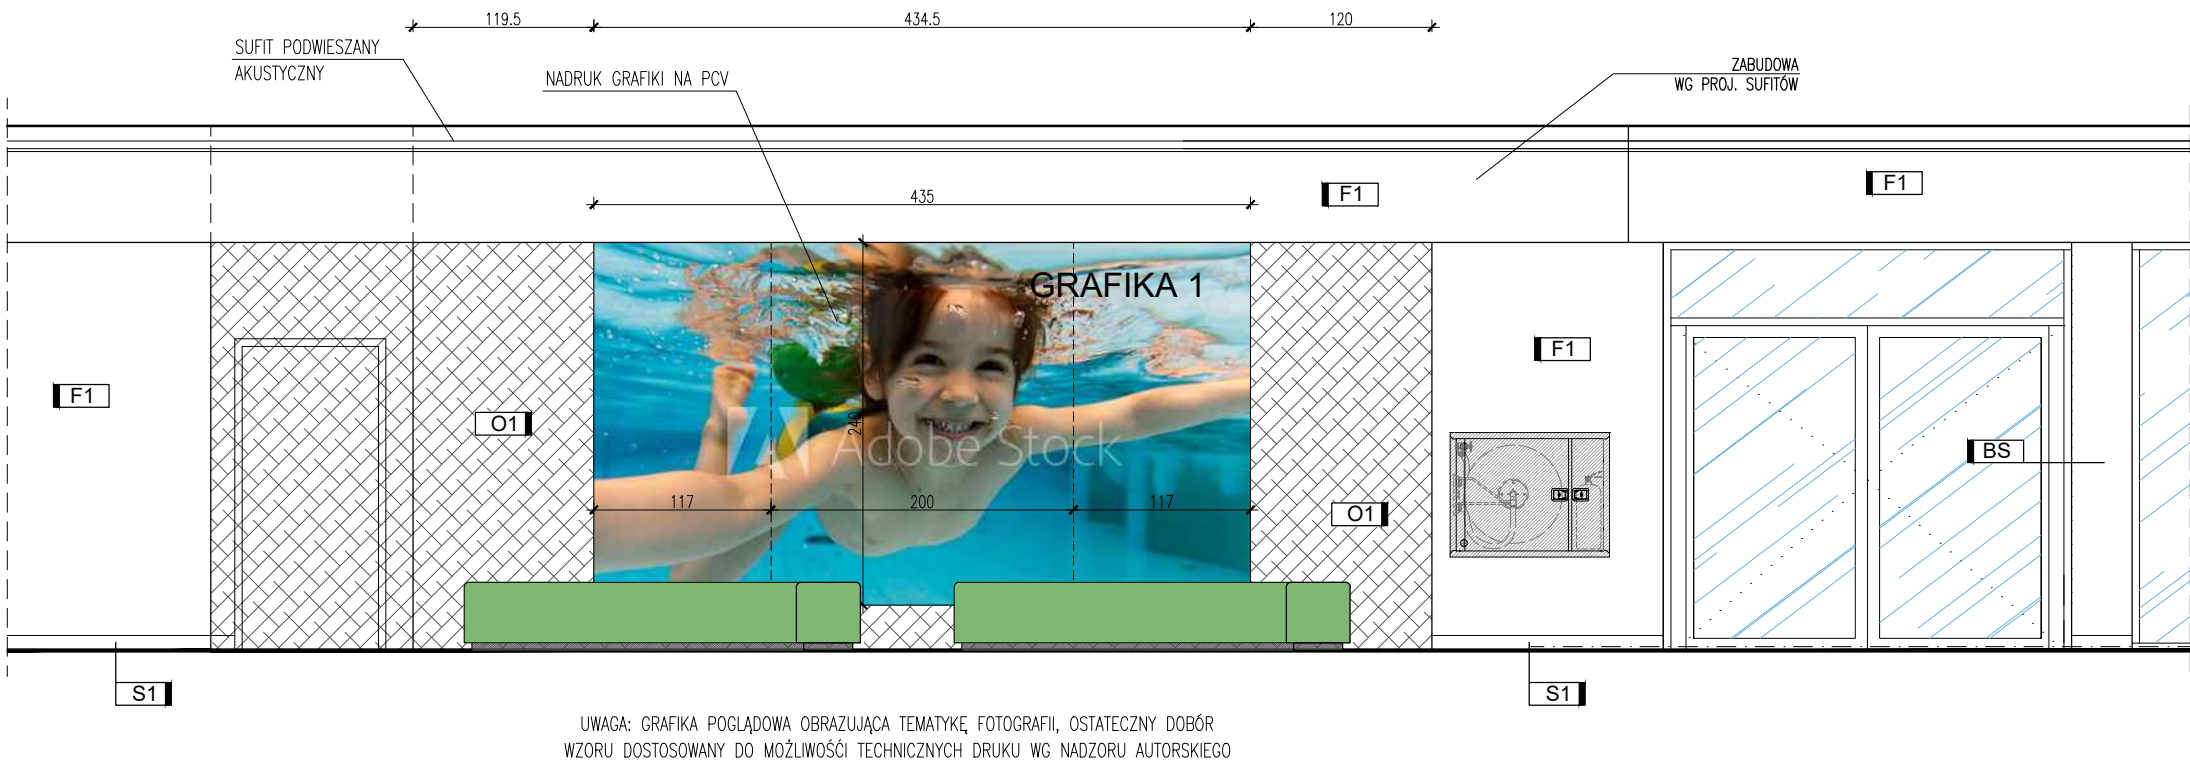 119.5
434.5
120
SUFIT PODWIESZANY
AKUSTYCZNY
NADRUK GRAFIKI NA PCV
ZABUDOWA
WG PROJ. SUFITÓW
435
F1
F1
GRAFIKA 1
F1
F1
O1
240
Adobe Stock
BS
117
200
117
O1
S1
S1
UWAGA: GRAFIKA POGLĄDOWA OBRAZUJĄCA TEMATYKĘ FOTOGRAFII, OSTATECZNY DOBÓR
WZORU DOSTOSOWANY DO MOŻLIWOŚĆI TECHNICZNYCH DRUKU WG NADZORU AUTORSKIEGO